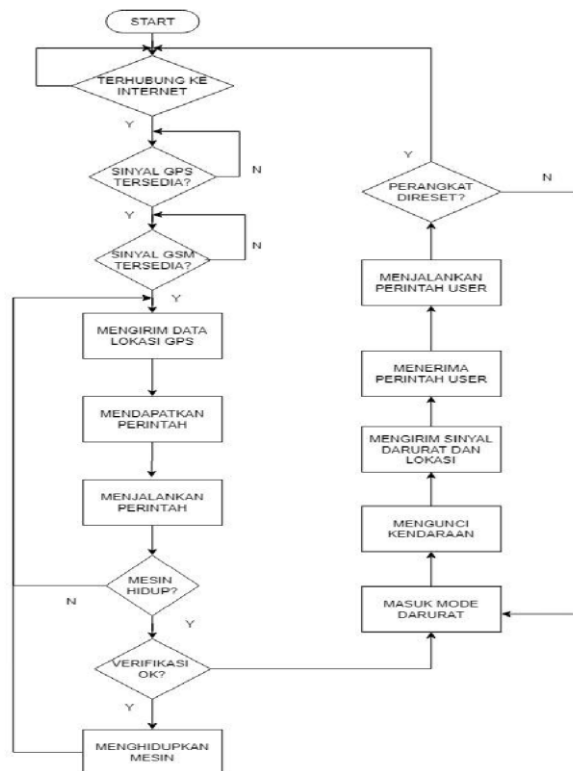 START
TERHUBUNG KE
INTERNET
Y
SINYAL GPS
TERSEDIA?
N
Y
SINYAL GSM
TERSEDIA?
N
Y
MENGIRIM DATA
LOKASI GPS
MENDAPATKAN
PERINTAH
MENJALANKAN
PERINTAH
MESIN
HIDUP?
N
Y
VERIFIKASI
OK?
Y
MENGHIDUPKAN
MESIN
MASUK MODE
DARURAT
MENGUNCI
KENDARAAN
MENGIRIM SINYAL
DARURAT DAN
LOKASI
MENERIMA
PERINTAH USER
MENJALANKAN
PERINTAH USER
PERANGKAT
DIRESET?
Y
N